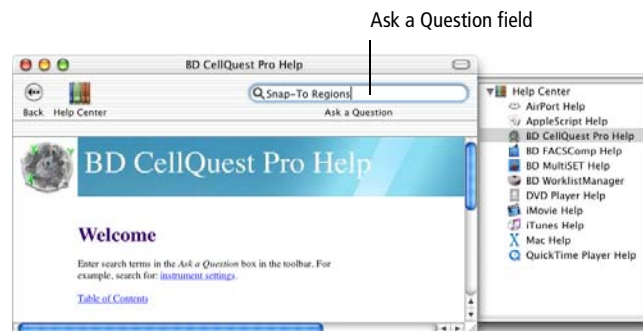 Ask a Question field
BD CellQuest Pro Help
Snap-To Regions
Back Help Center
Ask a Question
BD CellQuest Pro Help
Welcome
Enter search terms in the Ask a Question box in the toolbar. For
example, search for: instrument settings.
Table of Contents
Help Center
AirPort Help
AppleScript Help
BD CellQuest Pro Help
BD FACSComp Help
BD MultiSET Help
BD WorklistManager
DVD Player Help
iMovie Help
iTunes Help
Mac Help
QuickTime Player Help